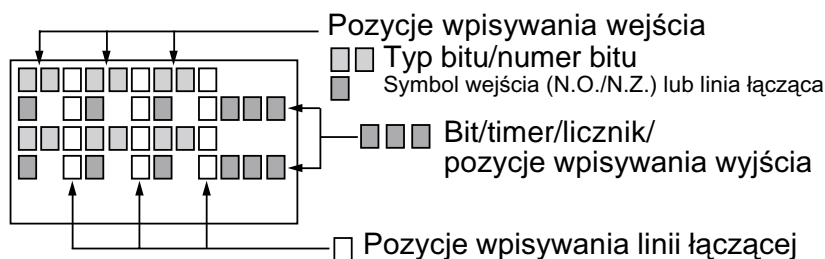 Pozycje wpisywania wejścia
Typ bitu/numer bitu
Symbol wejścia (N.O./N.Z.) lub linia łącząca
Bit/timer/licznik/
pozycje wpisywania wyjścia
Pozycje wpisywania linii łączącej